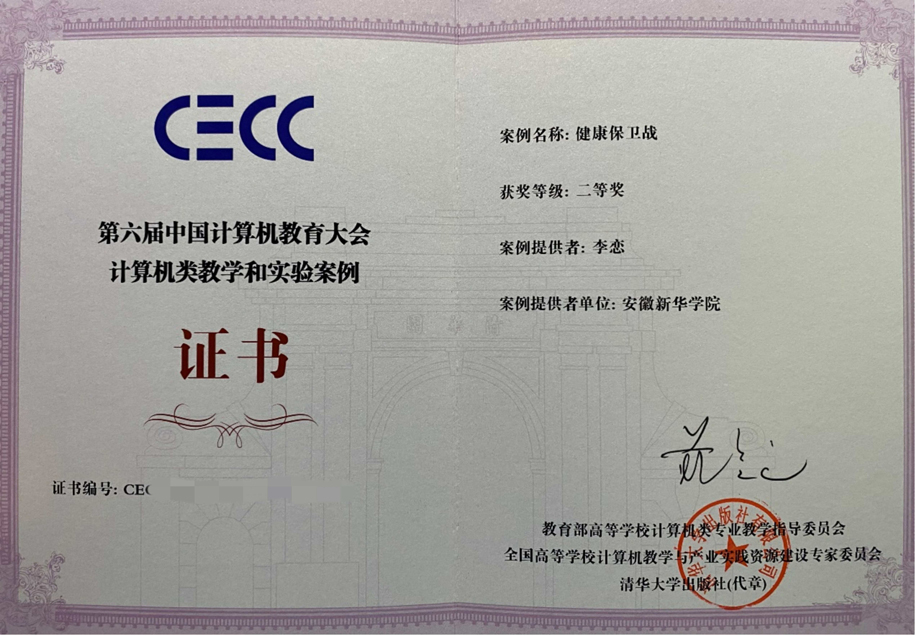 CECC
第六届中国计算机教育大会
计算机类教学和实验案例
证书
证书编号: CEC
案例名称: 健康保卫战
获奖等级: 二等奖
案例提供者: 李恋
案例提供者单位: 安徽新华学院
教育部高等学校计算机类专业教学指导委员会
全国高等学校计算机教学与产业实践资源建设专家委员会
清华大学出版社(代章)